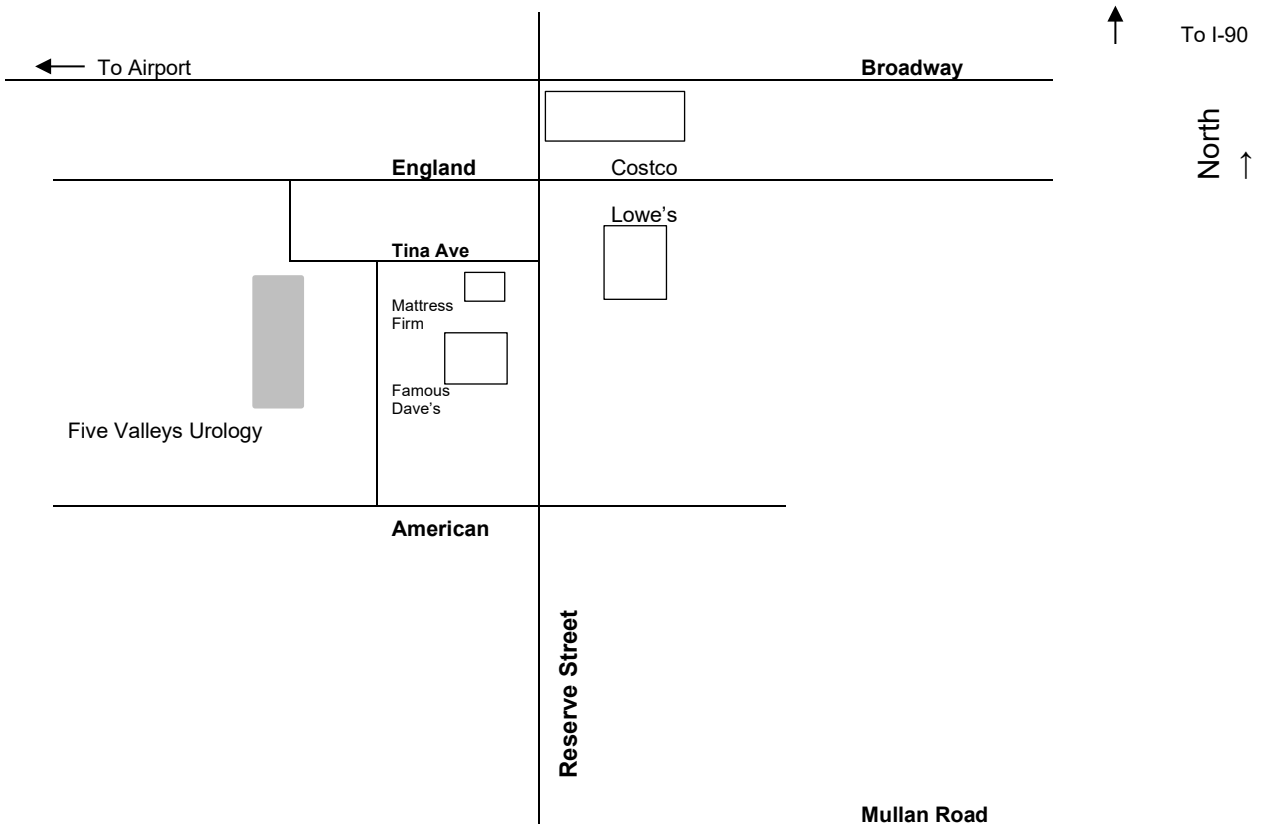 To I-90
To Airport
Broadway
North
→
England
Costco
Lowe’s
Tina Ave
Mattress
Firm
Famous
Dave’s
Five Valleys Urology
American
Reserve Street
Mullan Road